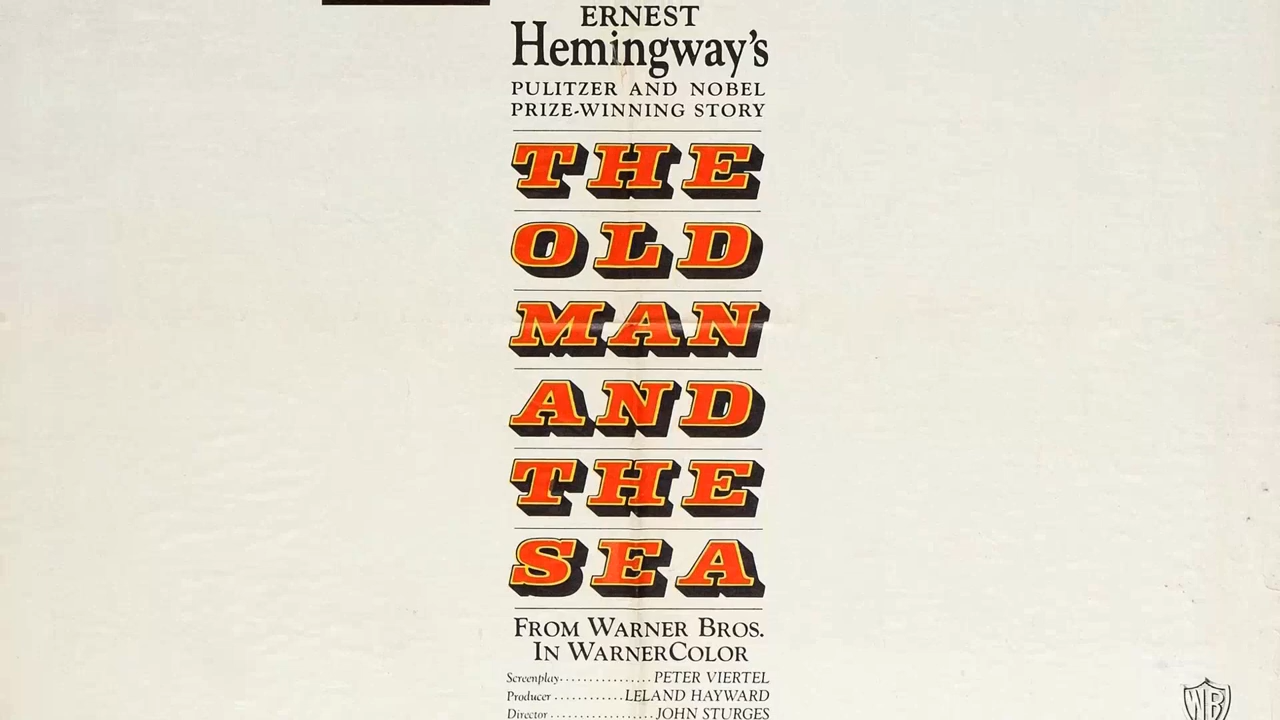 ERNEST
Hemingway's
PULITZER AND NOBEL
PRIZE-WINNING STORY
THE
OLD
MAN
AND
THE
SEA
FROM WARNER BROS.
IN WARNERCOLOR
Screenplay...............PETER VIERTEL
Producer............LELAND HAYWARD
Director..................JOHN STURGES
WB